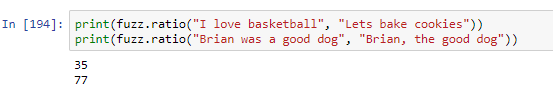 In [194]: print(fuzz.ratio("I love basketball", "Lets bake cookies"))
print(fuzz.ratio("Brian was a good dog", "Brian, the good dog"))
35
77